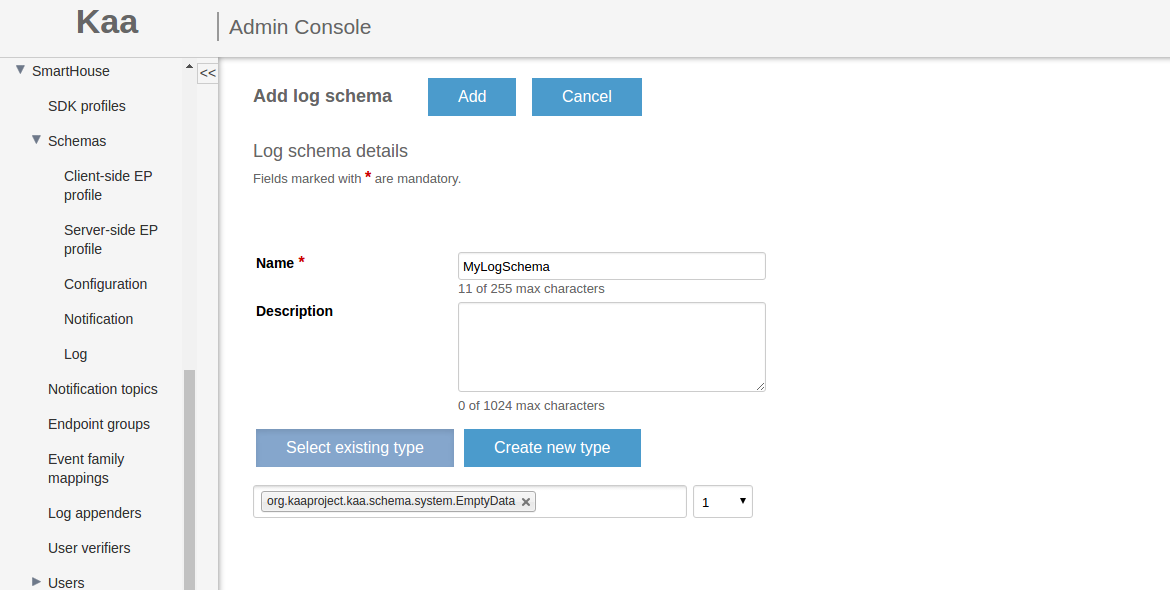 Kaa
Admin Console
SmartHouse
<<
SDK profiles
Schemas
Client-side EP
profile
Server-side EP
profile
Configuration
Notification
Log
Notification topics
Endpoint groups
Event family
mappings
Log appenders
User verifiers
Users
Add log schema
Add
Cancel
Log schema details
Fields marked with * are mandatory.
Name *
MyLogSchema
11 of 255 max characters
Description
0 of 1024 max characters
Select existing type
Create new type
org.kaaproject.kaa.schema.system.EmptyData
1